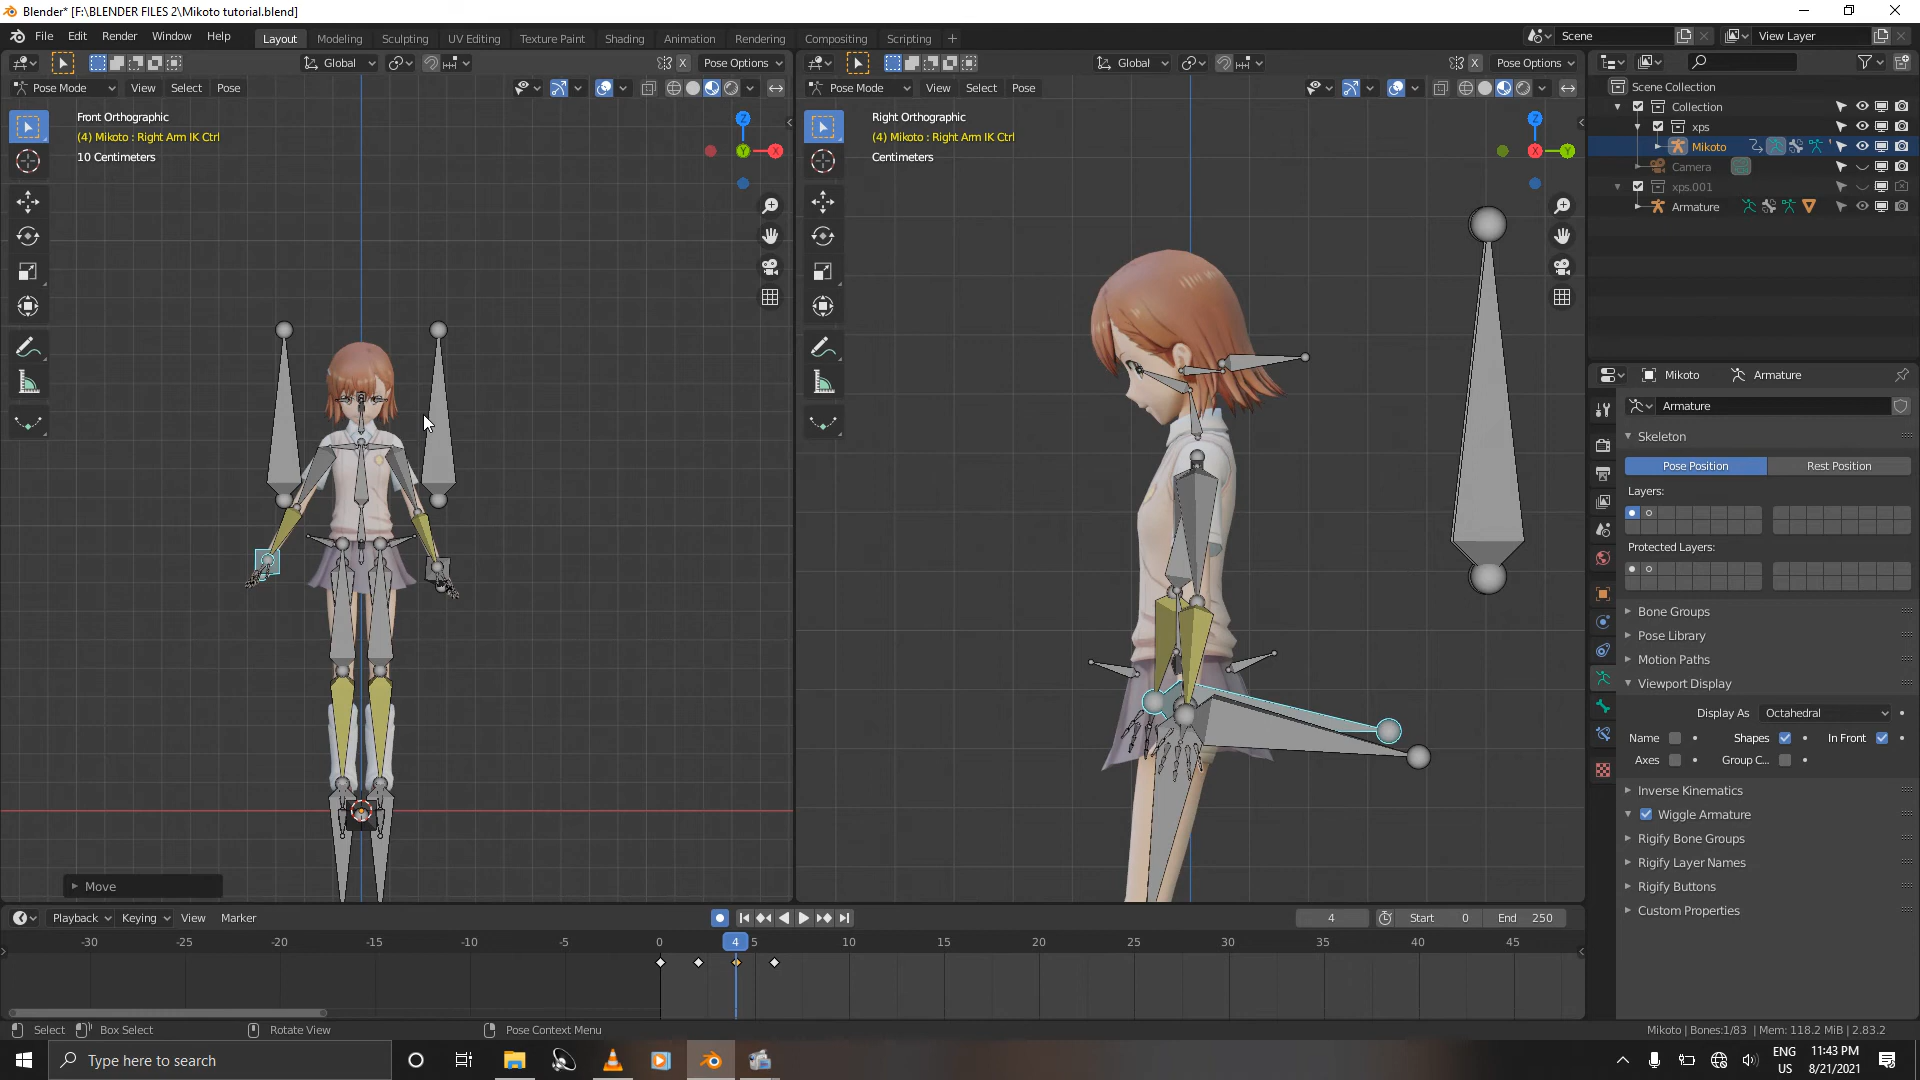 Blender* [F:\BLENDER FILES 2\Mikoto tutorial.blend]
File Edit Render Window Help
Layout Modeling Sculpting UV Editing Texture Paint Shading Animation Rendering Compositing Scripting +
Scene
View Layer
Global
Pose Options
Global
Pose Options
Pose Mode View Select Pose
Pose Mode View Select Pose
Scene Collection
Collection
xps
Mikoto
Camera
xps.001
Armature
Front Orthographic
(4) Mikoto : Right Arm IK Ctrl
10 Centimeters
Right Orthographic
(4) Mikoto : Right Arm IK Ctrl
Centimeters
Z
Y
X
Z
X
Y
Mikoto
Armature
Armature
Skeleton
Pose Position
Rest Position
Layers:
Protected Layers:
Bone Groups
Pose Library
Motion Paths
Viewport Display
Display As Octahedral
Name
Shapes
In Front
Axes
Group C...
Inverse Kinematics
Wiggle Armature
Rigify Bone Groups
Rigify Layer Names
Rigify Buttons
Custom Properties
Move
Playback Keying View Marker
4
Start 0
End 250
-30 -25 -20 -15 -10 -5 0 4 5 10 15 20 25 30 35 40 45
Select
Box Select
Rotate View
Pose Context Menu
Mikoto | Bones:1/83 | Mem: 118.2 MiB | 2.83.2
Type here to search
ENG
US
11:43 PM
8/21/2021